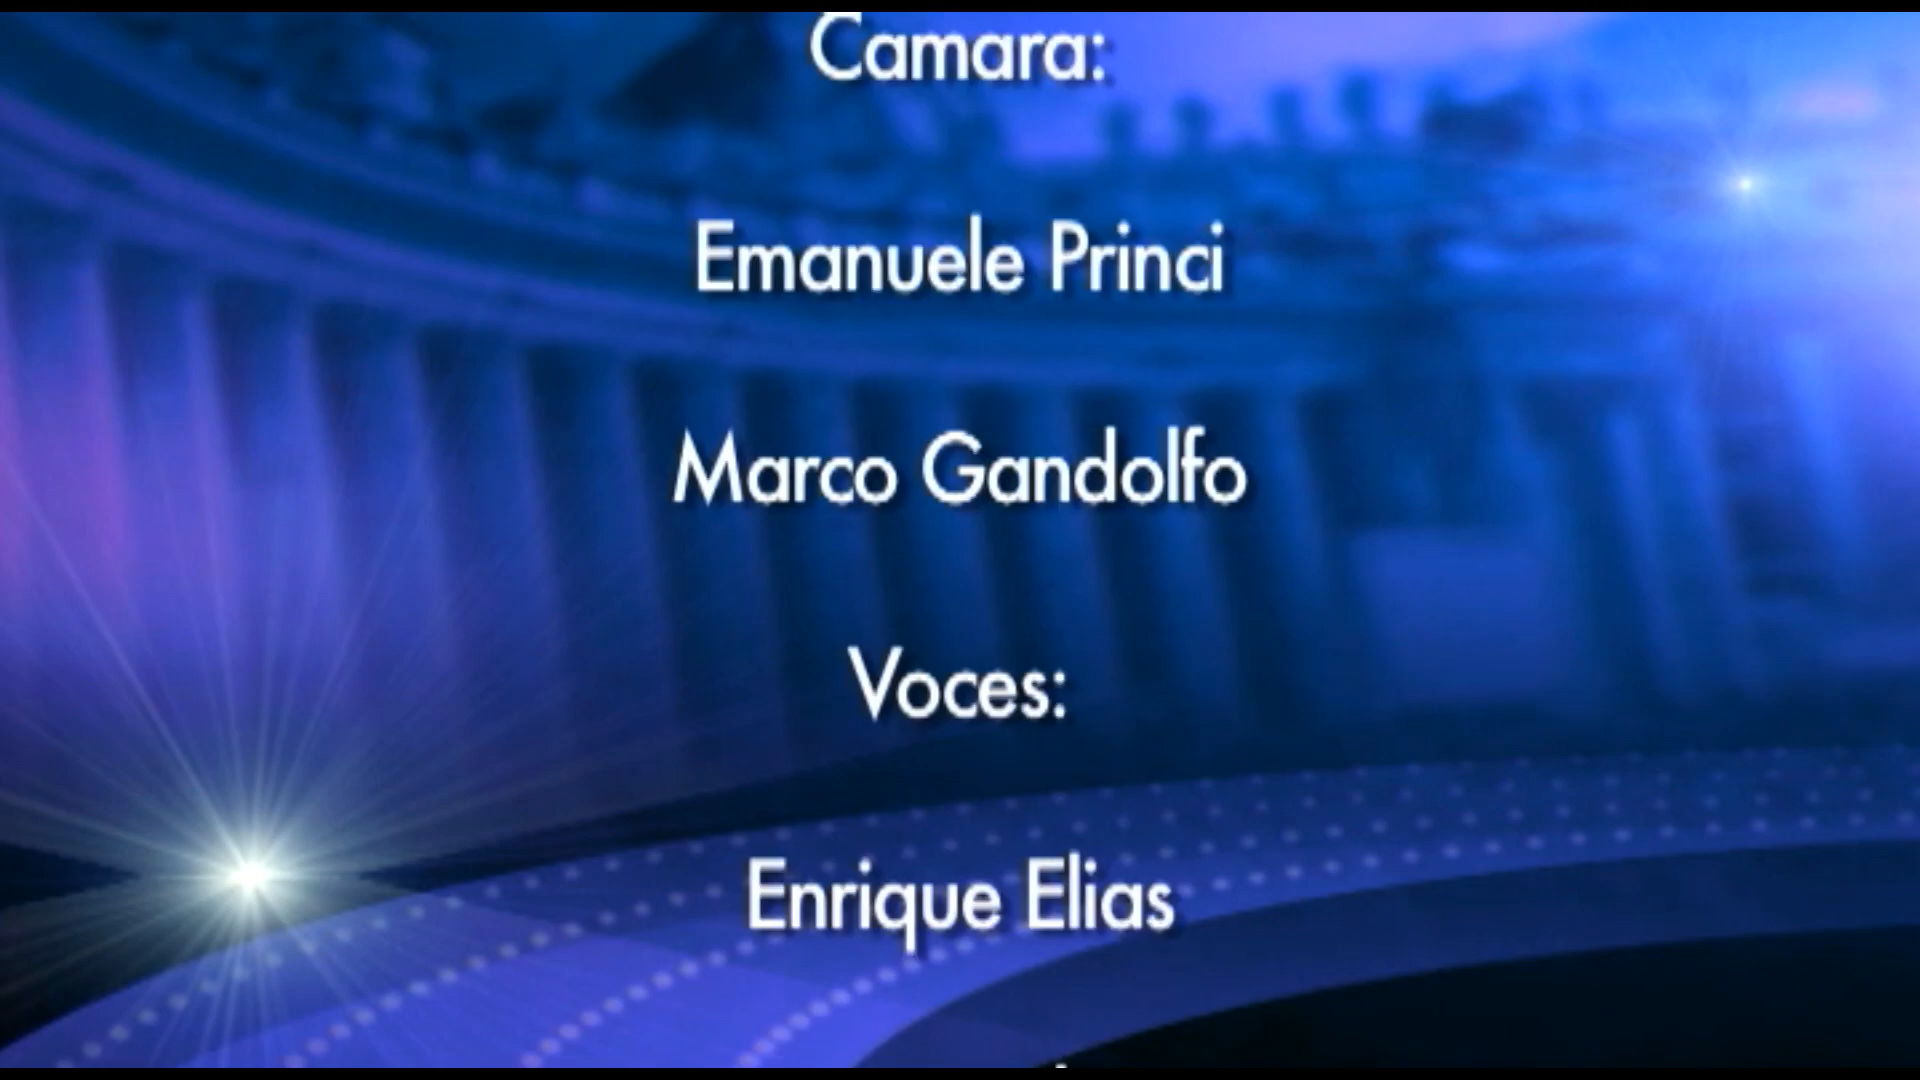 Camara:
Emanuele Princi
Marco Gandolfo
Voces:
Enrique Elias